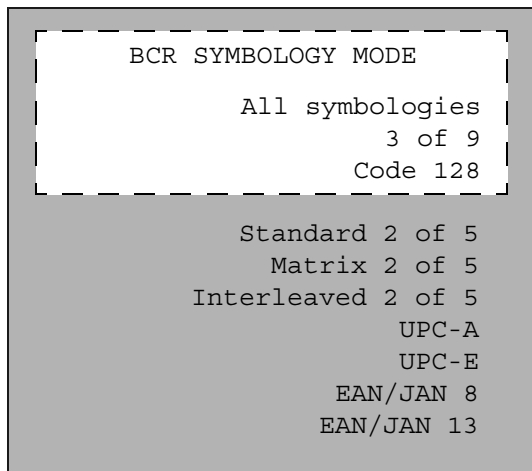 BCR SYMBOLOGY MODE
All symbologies
3 of 9
Code 128
Standard 2 of 5
Matrix 2 of 5
Interleaved 2 of 5
UPC-A
UPC-E
EAN/JAN 8
EAN/JAN 13